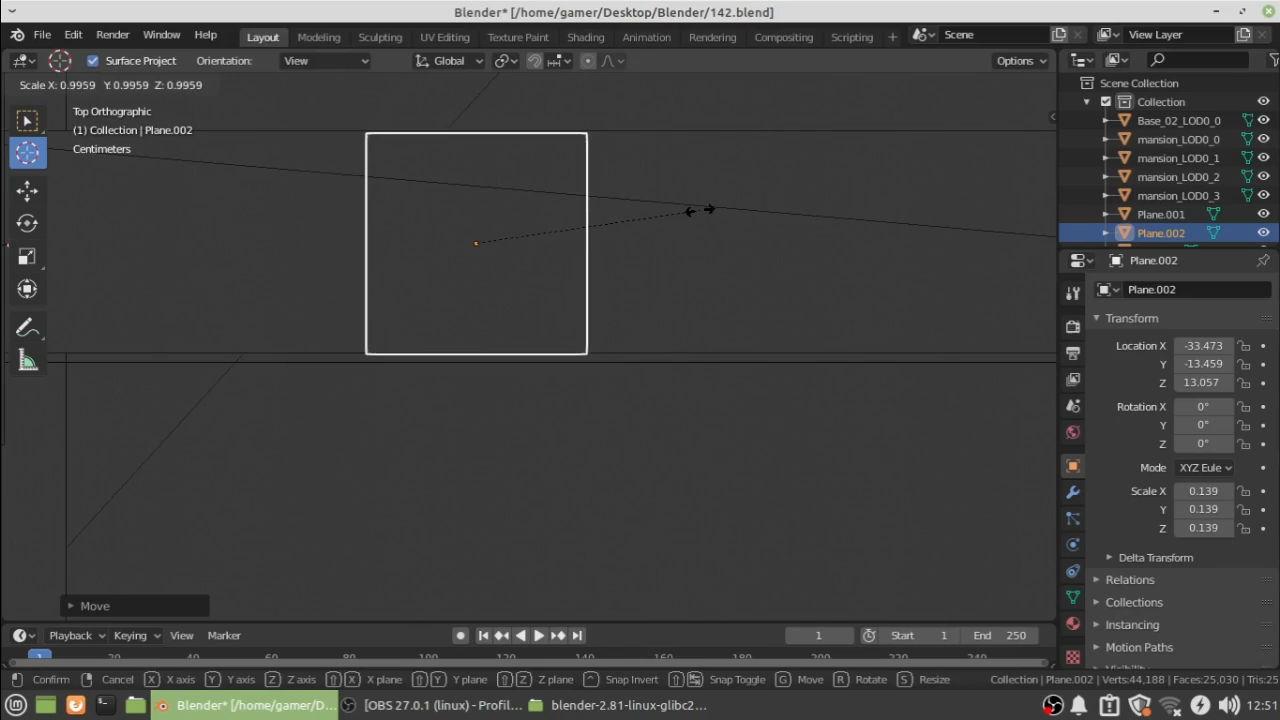 Blender* [/home/gamer/Desktop/Blender/142.blend]
File Edit Render Window Help Layout Modeling Sculpting UV Editing Texture Paint Shading Animation Rendering Compositing Scripting Scene View Layer
Surface Project Orientation: View Global Options
Scale X: 0.9959 Y: 0.9959 Z: 0.9959
Top Orthographic
(1) Collection | Plane.002
Centimeters
Scene Collection
Collection
Base_02_LOD0_0
mansion_LOD0_0
mansion_LOD0_1
mansion_LOD0_2
mansion_LOD0_3
Plane.001
Plane.002
Plane.002
Plane.002
Transform
Location X -33.473
Y -13.459
Z 13.057
Rotation X 0°
Y 0°
Z 0°
Mode XYZ Eule
Scale X 0.139
Y 0.139
Z 0.139
Delta Transform
Relations
Collections
Instancing
Motion Paths
Move
Playback Keying View Marker 1 Start 1 End 250
1
Confirm Cancel X X axis Y Y axis Z Z axis X X plane Y Y plane Z Z plane Snap Invert Snap Toggle G Move R Rotate S Resize Collection | Plane.002 | Verts:44,188 | Faces:25,030 | Tris:25
Blender* [/home/gamer/Desktop/D... [OBS 27.0.1 (linux) - Profil... blender-2.81-linux-glibc2... 12:51